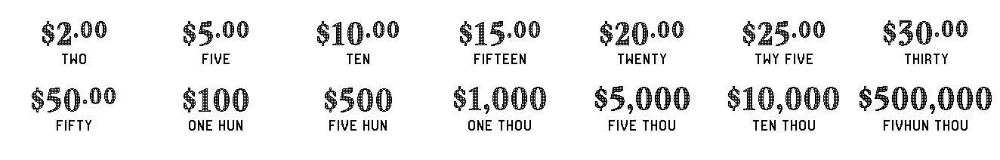 $2.00 $5.00 $10.00 $15.00 $20.00 $25.00 $30.00
TWO FIVE TEN FIFTEEN TWENTY TWY FIVE THIRTY
$50.00 $100 $500 $1,000 $5,000 $10,000 $500,000
FIFTY ONE HUN FIVE HUN ONE THOU FIVE THOU TEN THOU FIVHUN THOU